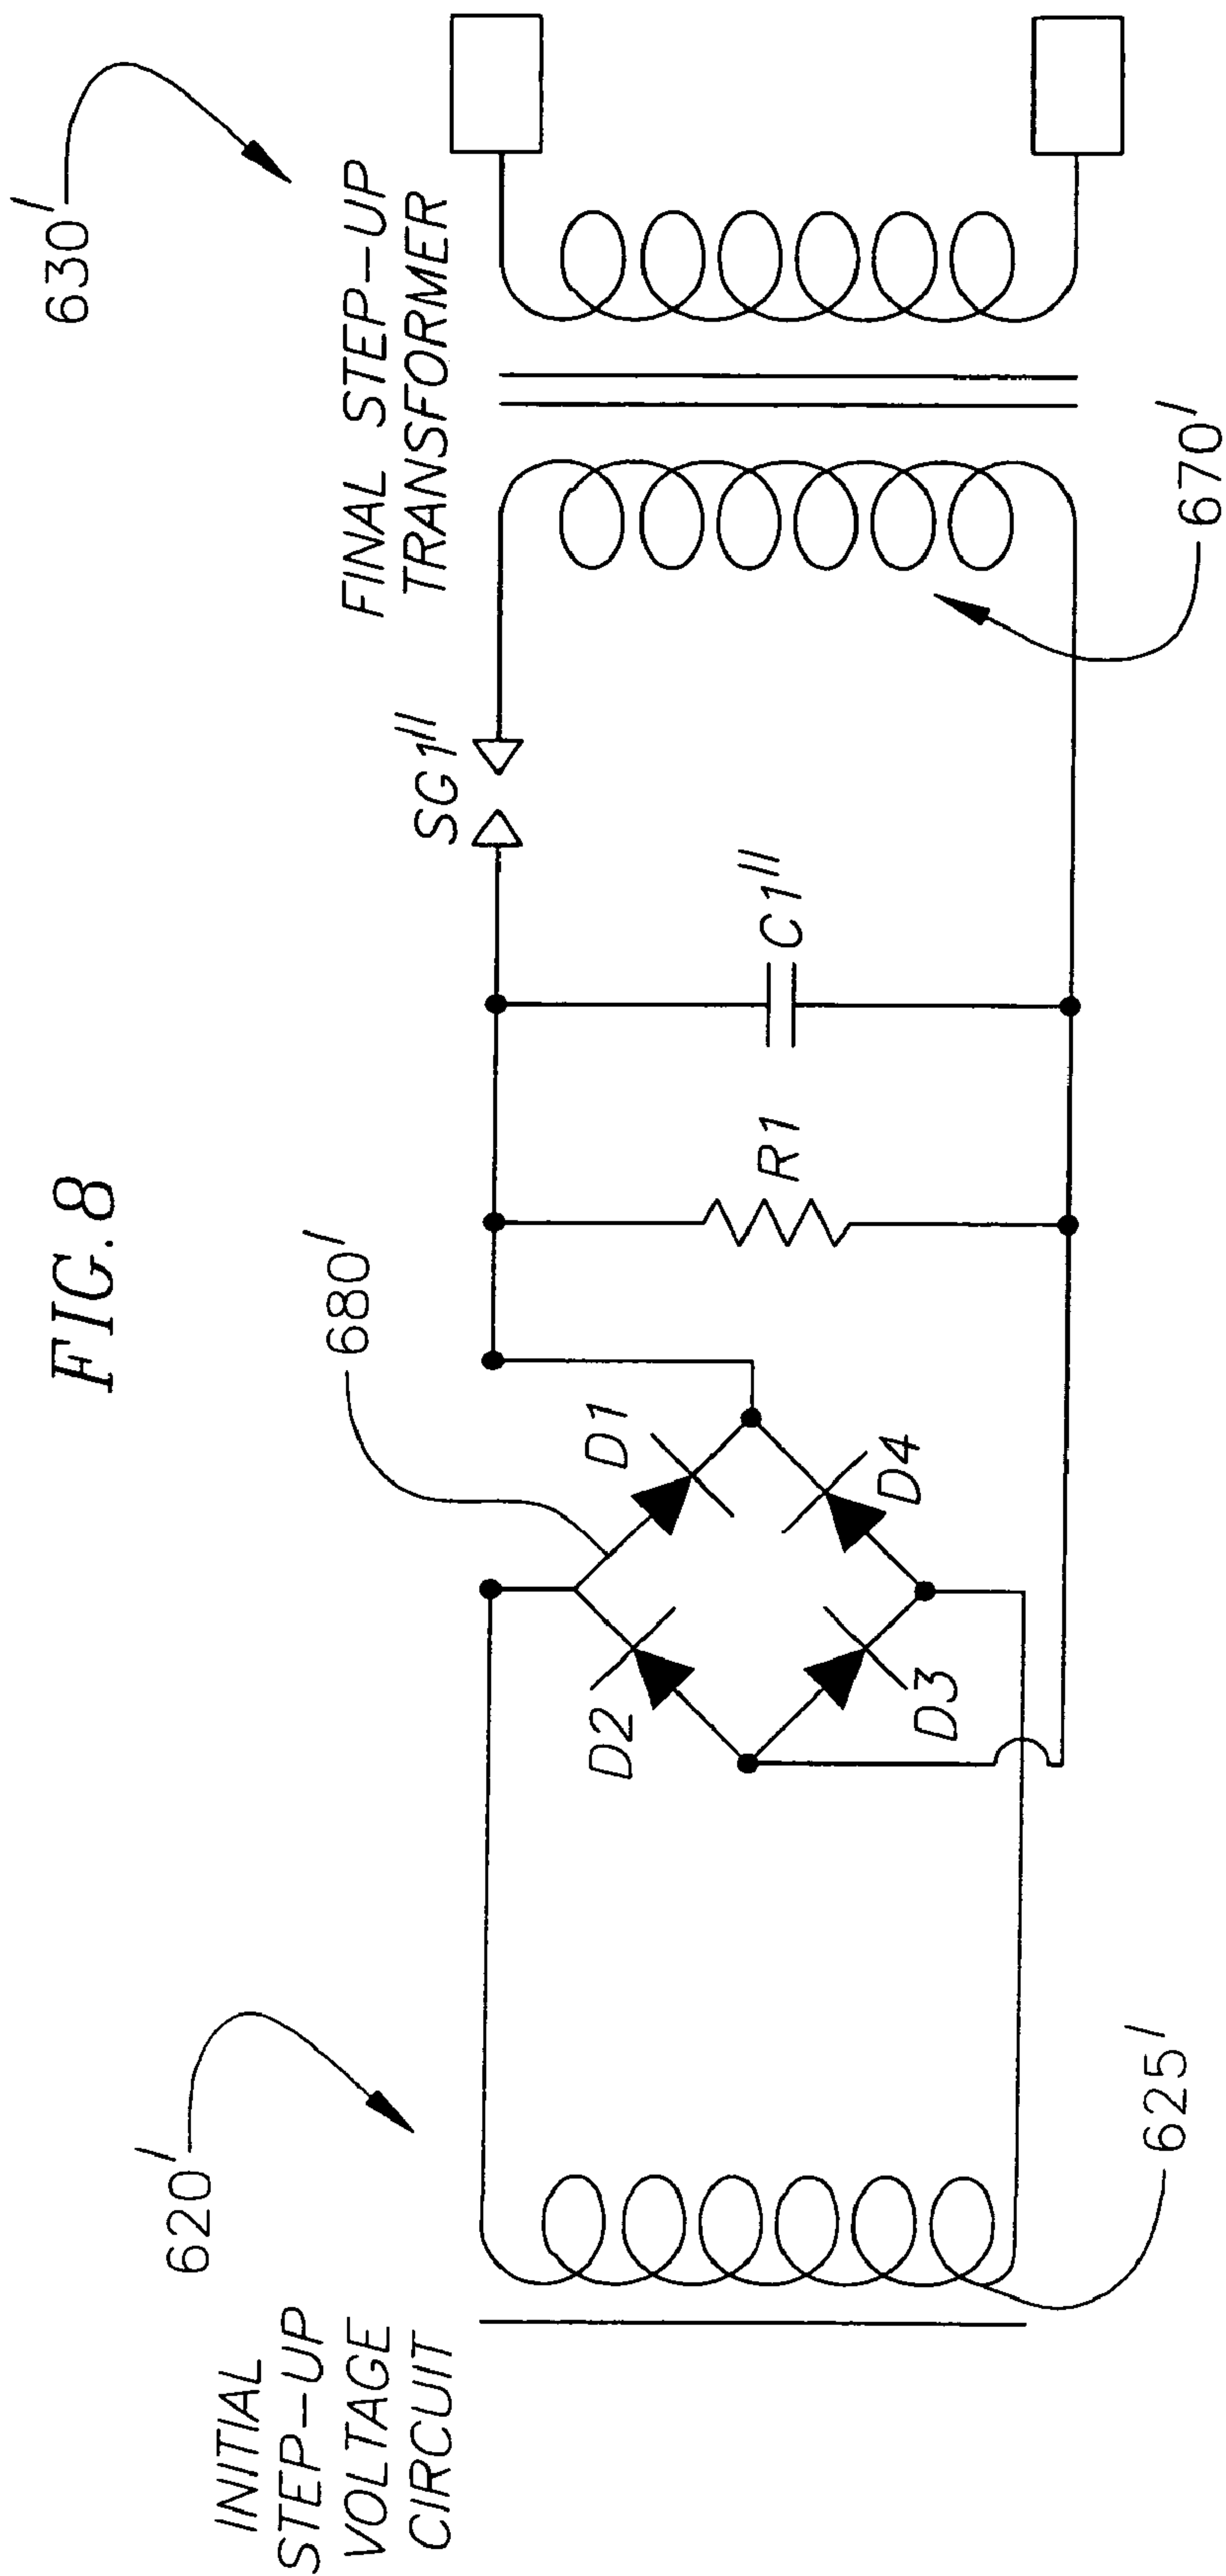 FIG.8
620'
INITIAL
STEP-UP
VOLTAGE
CIRCUIT
625'
680'
D1
D2
D3
D4
R1
C1"
SG1"
FINAL STEP-UP
TRANSFORMER
630'
670'